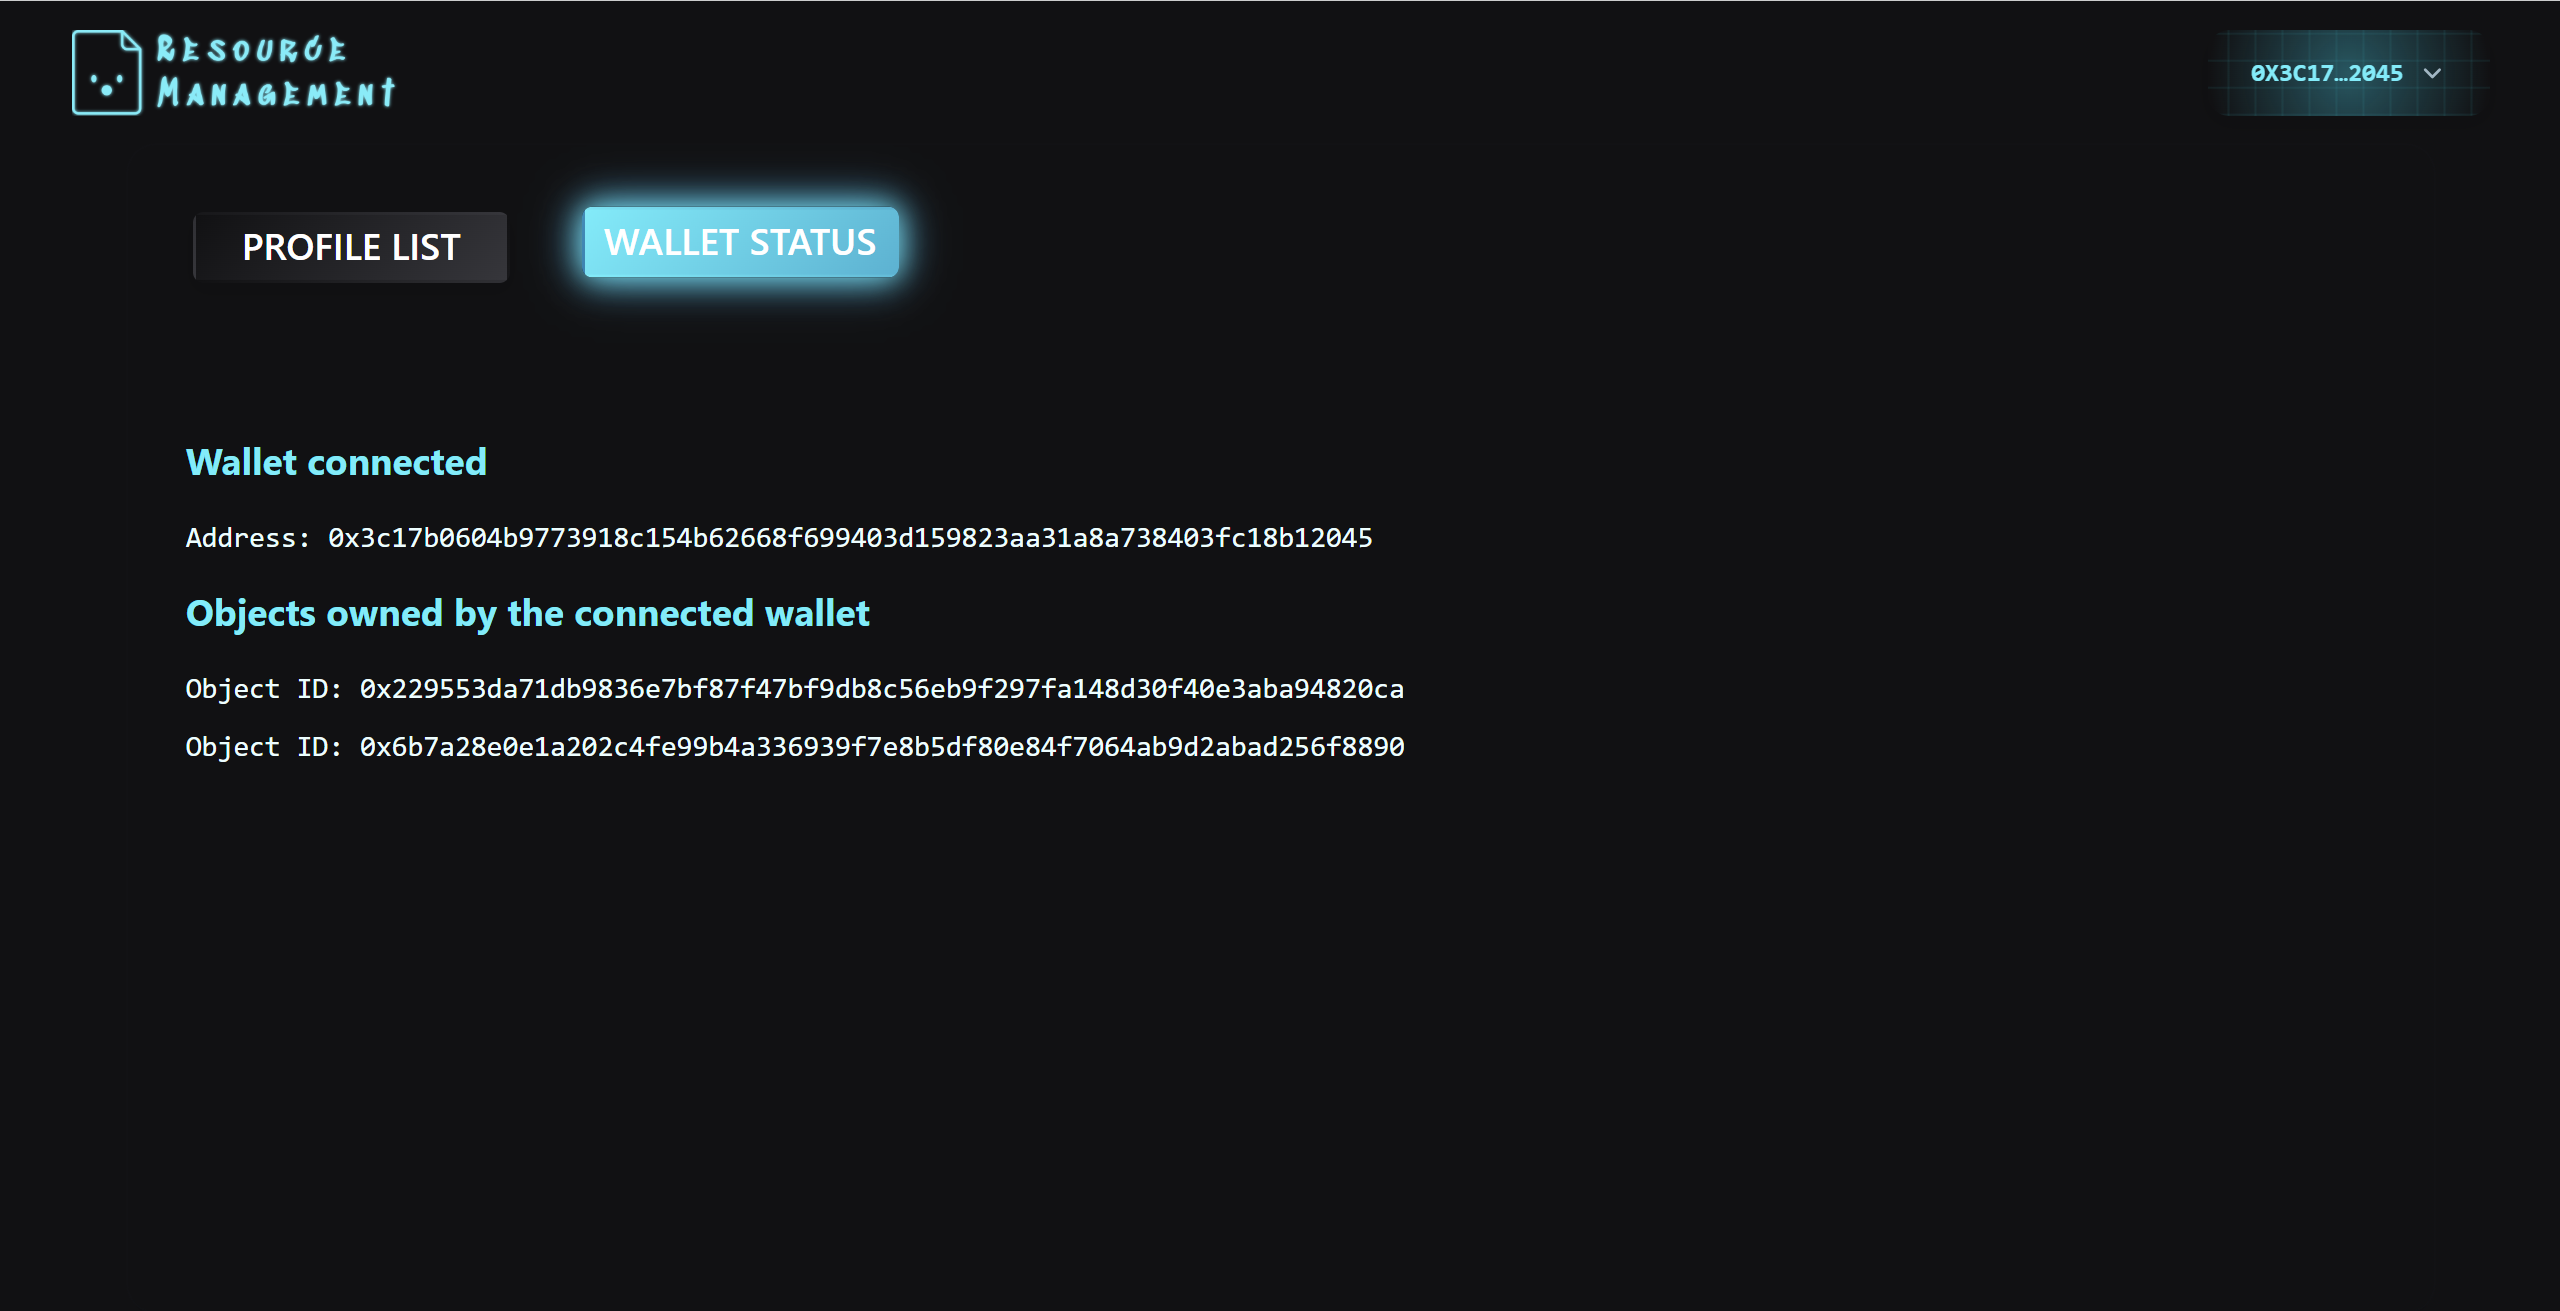 Resource
Management
0X3C17…2045
PROFILE LIST
WALLET STATUS
Wallet connected
Address: 0x3c17b0604b9773918c154b62668f699403d159823aa31a8a738403fc18b12045
Objects owned by the connected wallet
Object ID: 0x229553da71db9836e7bf87f47bf9db8c56eb9f297fa148d30f40e3aba94820ca
Object ID: 0x6b7a28e0e1a202c4fe99b4a336939f7e8b5df80e84f7064ab9d2abad256f8890